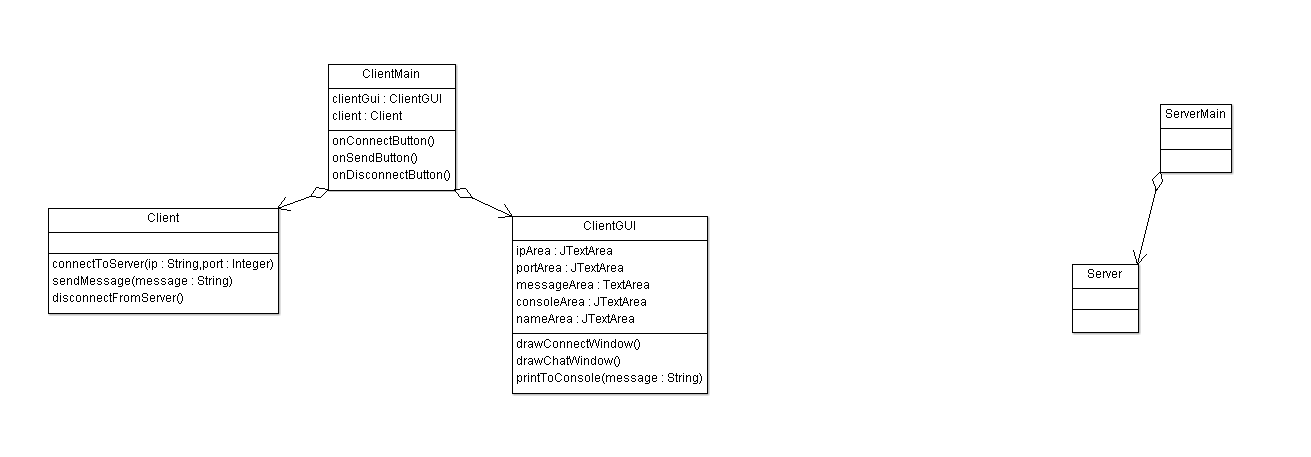 ClientMain
clientGui : ClientGUI
client : Client
onConnectButton()
onSendButton()
onDisconnectButton()
Client
connectToServer(ip : String,port : Integer)
sendMessage(message : String)
disconnectFromServer()
ClientGUI
ipArea : JTextArea
portArea : JTextArea
messageArea : TextArea
consoleArea : JTextArea
nameArea : JTextArea
drawConnectWindow()
drawChatWindow()
printToConsole(message : String)
ServerMain
Server